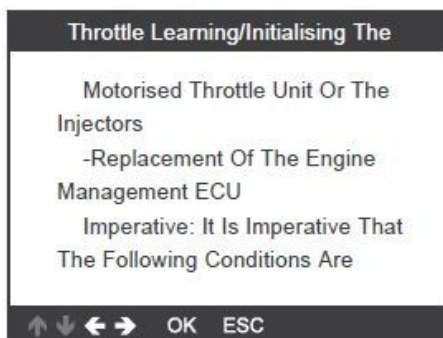 Throttle Learning/Initialising The
Motorised Throttle Unit Or The
Injectors
-Replacement Of The Engine
Management ECU
Imperative: It Is Imperative That
The Following Conditions Are
OK ESC